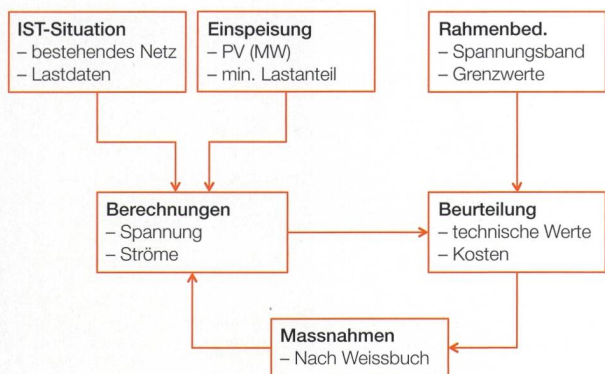 IST-Situation
– bestehendes Netz
– Lastdaten
Einspeisung
– PV (MW)
– min. Lastanteil
Rahmenbed.
– Spannungsband
– Grenzwerte
Berechnungen
– Spannung
– Ströme
Beurteilung
– technische Werte
– Kosten
Massnahmen
– Nach Weissbuch